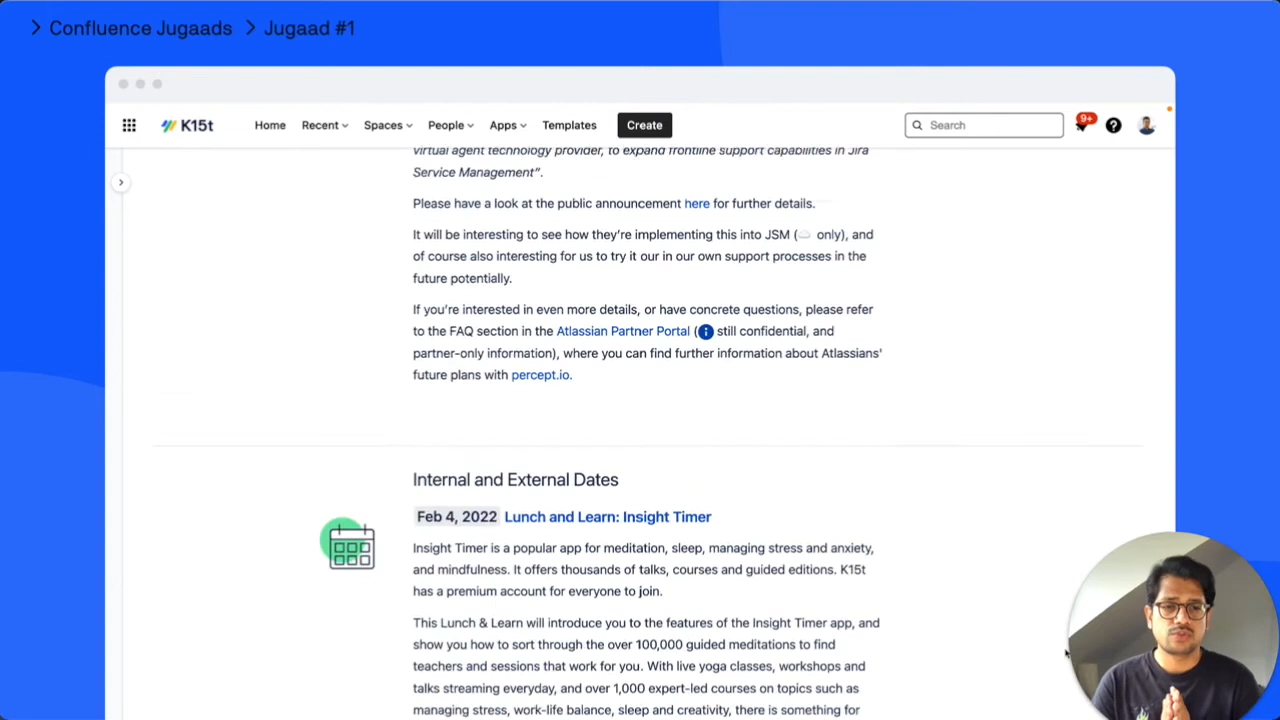 Confluence Jugaads
Jugaad #1
K15t
Home
Recent
Spaces
People
Apps
Templates
Create
Search
9+
virtual agent technology provider, to expand frontline support capabilities in Jira
Service Management”.
Please have a look at the public announcement here for further details.
It will be interesting to see how they’re implementing this into JSM ( only), and
of course also interesting for us to try it our in our own support processes in the
future potentially.
If you’re interested in even more details, or have concrete questions, please refer
to the FAQ section in the Atlassian Partner Portal ( still confidential, and
partner-only information), where you can find further information about Atlassians'
future plans with percept.io.
Internal and External Dates
Feb 4, 2022 Lunch and Learn: Insight Timer
Insight Timer is a popular app for meditation, sleep, managing stress and anxiety,
and mindfulness. It offers thousands of talks, courses and guided editions. K15t
has a premium account for everyone to join.
This Lunch & Learn will introduce you to the features of the Insight Timer app, and
show you how to sort through the over 100,000 guided meditations to find
teachers and sessions that work for you. With live yoga classes, workshops and
talks streaming everyday, and over 1,000 expert-led courses on topics such as
managing stress, work-life balance, sleep and creativity, there is something for